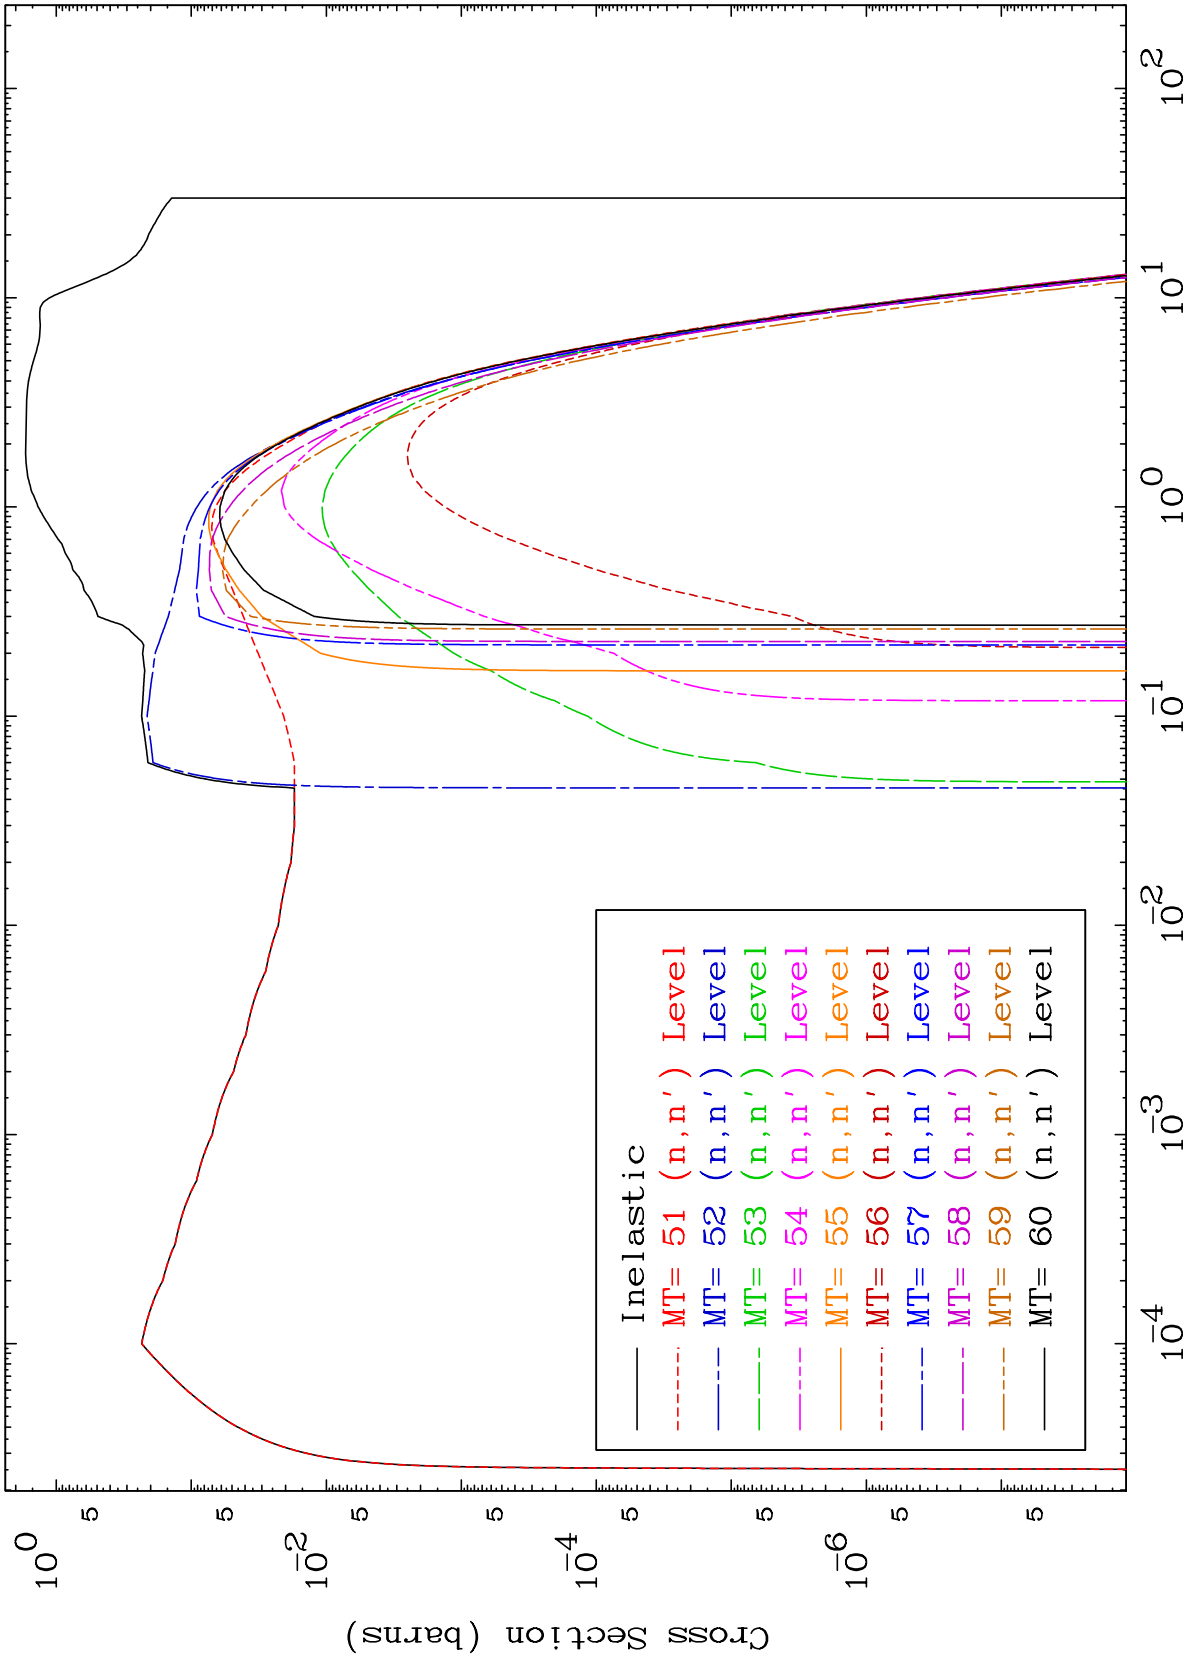 Cross Section (barns)
10^0
5
5
10^-2
5
5
10^-4
5
5
10^-6
5
5
Inelastic
MT= 51 (n,n') Level
MT= 52 (n,n') Level
MT= 53 (n,n') Level
MT= 54 (n,n') Level
MT= 55 (n,n') Level
MT= 56 (n,n') Level
MT= 57 (n,n') Level
MT= 58 (n,n') Level
MT= 59 (n,n') Level
MT= 60 (n,n') Level
10^-4
10^-3
10^-2
10^-1
10^0
10^1
10^2